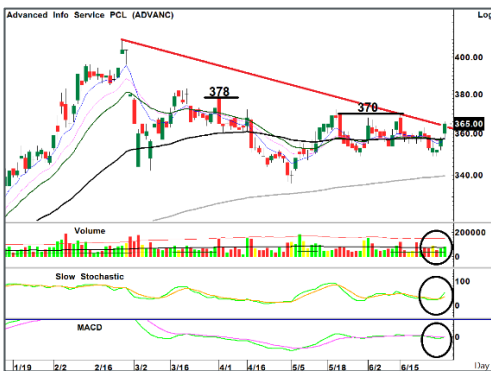 Advanced Info Service PCL (ADVANC)
Log
400.00
378
380.00
370
365.00
360.00
340.00
Volume
200000
0
Slow Stochastic
100
0
MACD
0
1/19 2/2 2/16 3/2 3/16 4/1 4/16 5/5 5/18 6/2 6/15 Day